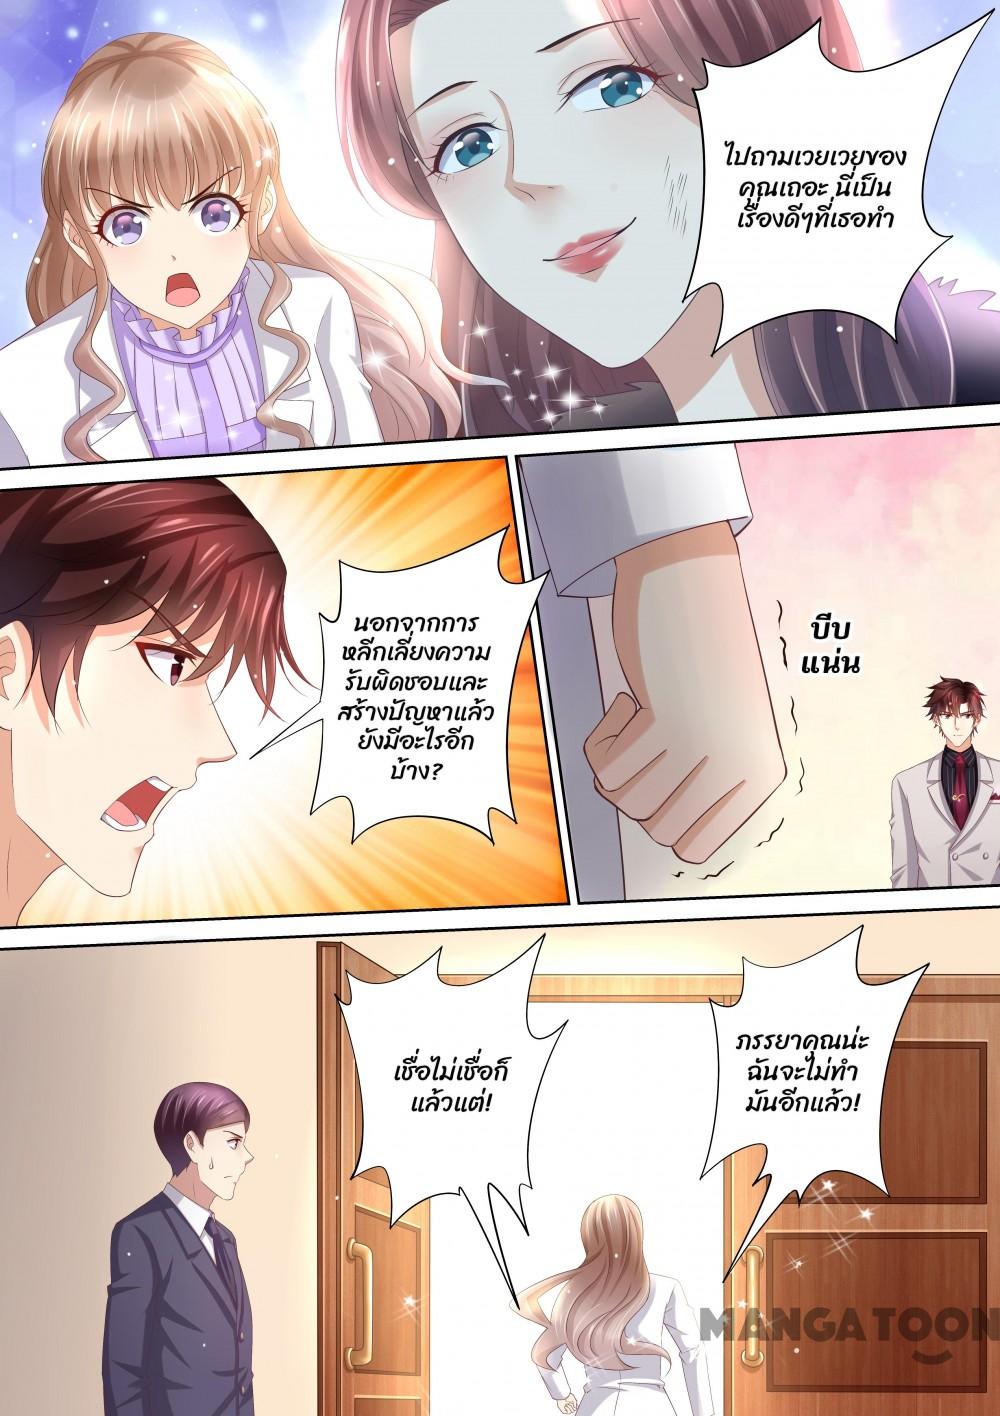 ไปถามเวยเวยของ
คุณเถอะ นี่เป็น
เรื่องดีๆที่เธอทำ
นอกจากการ
หลีกเลี่ยงความ
รับผิดชอบและ
สร้างปัญหาแล้ว
ยังมีอะไรอีก
บ้าง?
บีบ
แน่น
เชื่อไม่เชื่อก็
แล้วแต่!
ภรรยาคุณน่ะ
ฉันจะไม่ทำ
มันอีกแล้ว!
MANGATOON